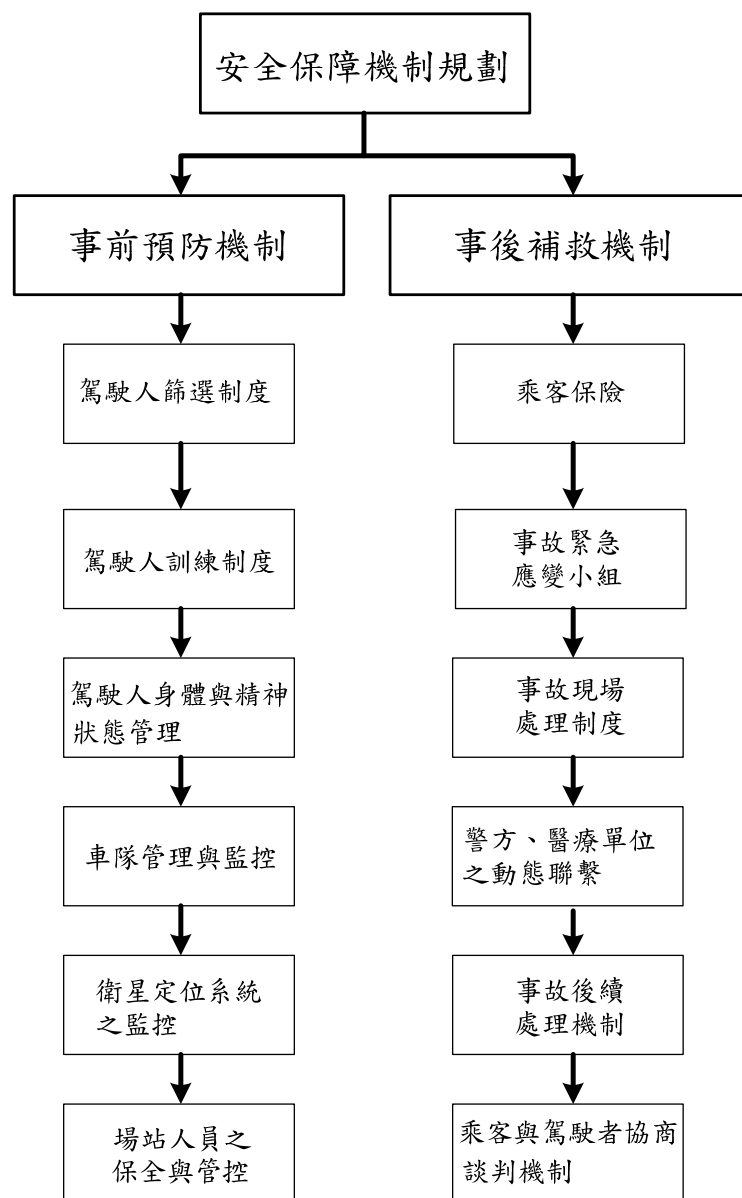 安全保障機制規劃
事前預防機制
駕駛人篩選制度
駕駛人訓練制度
駕駛人身體與精神
狀態管理
車隊管理與監控
衛星定位系統
之監控
場站人員之
保全與管控
事後補救機制
乘客保險
事故緊急
應變小組
事故現場
處理制度
警方、醫療單位
之動態聯繫
事故後續
處理機制
乘客與駕駛者協商
談判機制